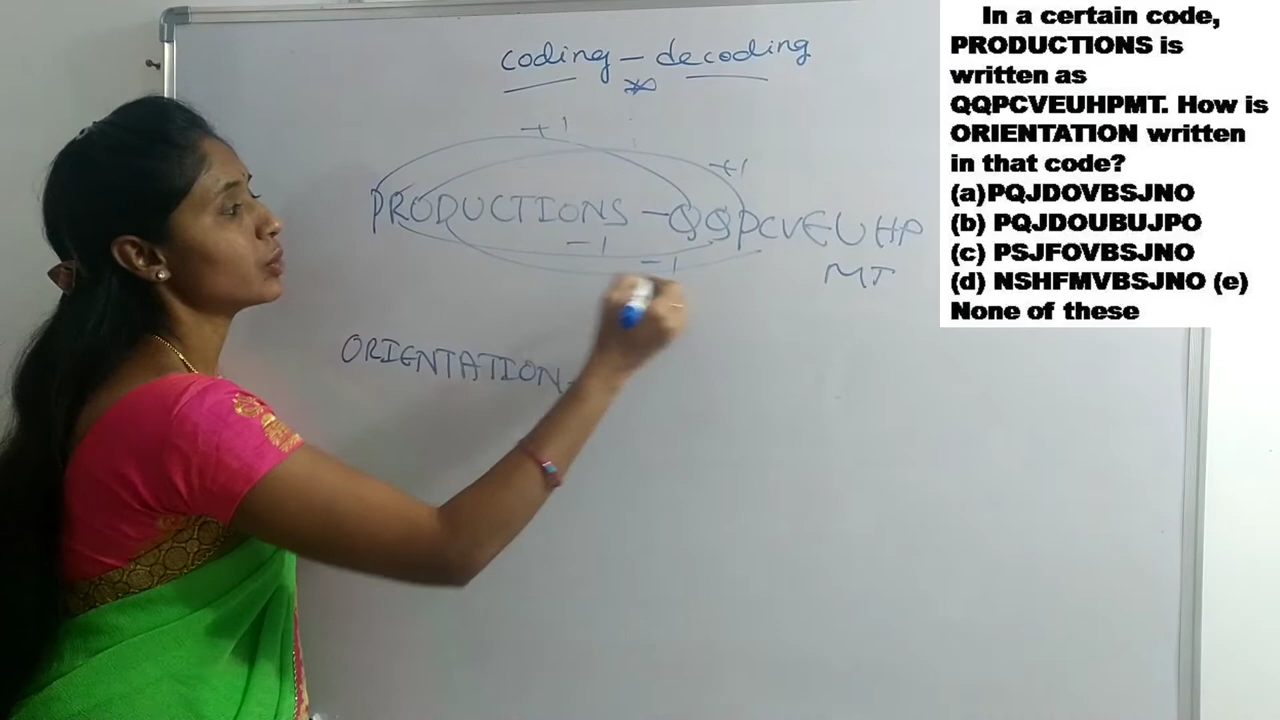 coding - decoding
+1
+1
PRODUCTIONS - QQPCVEUHP
MT
-1
-1
ORIENTATION-
In a certain code,
PRODUCTIONS is
written as
QQPCVEUHPMT. How is
ORIENTATION written
in that code?
(a)PQJDOVBSJNO
(b) PQJDOUBUJPO
(c) PSJFOVBSJNO
(d) NSHFMVBSJNO (e)
None of these